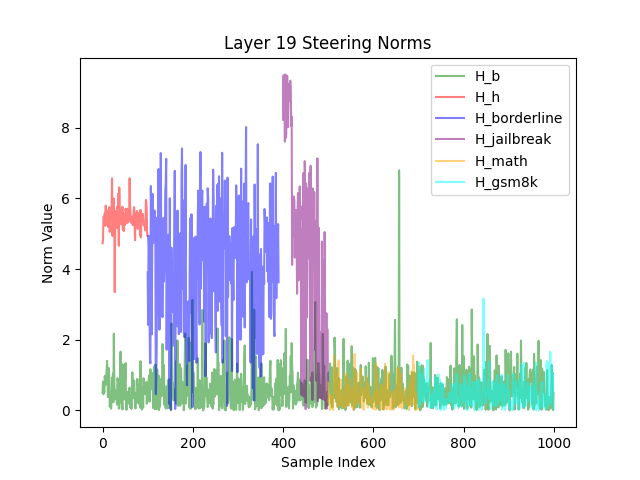 Layer 19 Steering Norms
H_b
H_h
H_borderline
H_jailbreak
H_math
H_gsm8k
Norm Value
8
6
4
2
0
0 200 400 600 800 1000
Sample Index